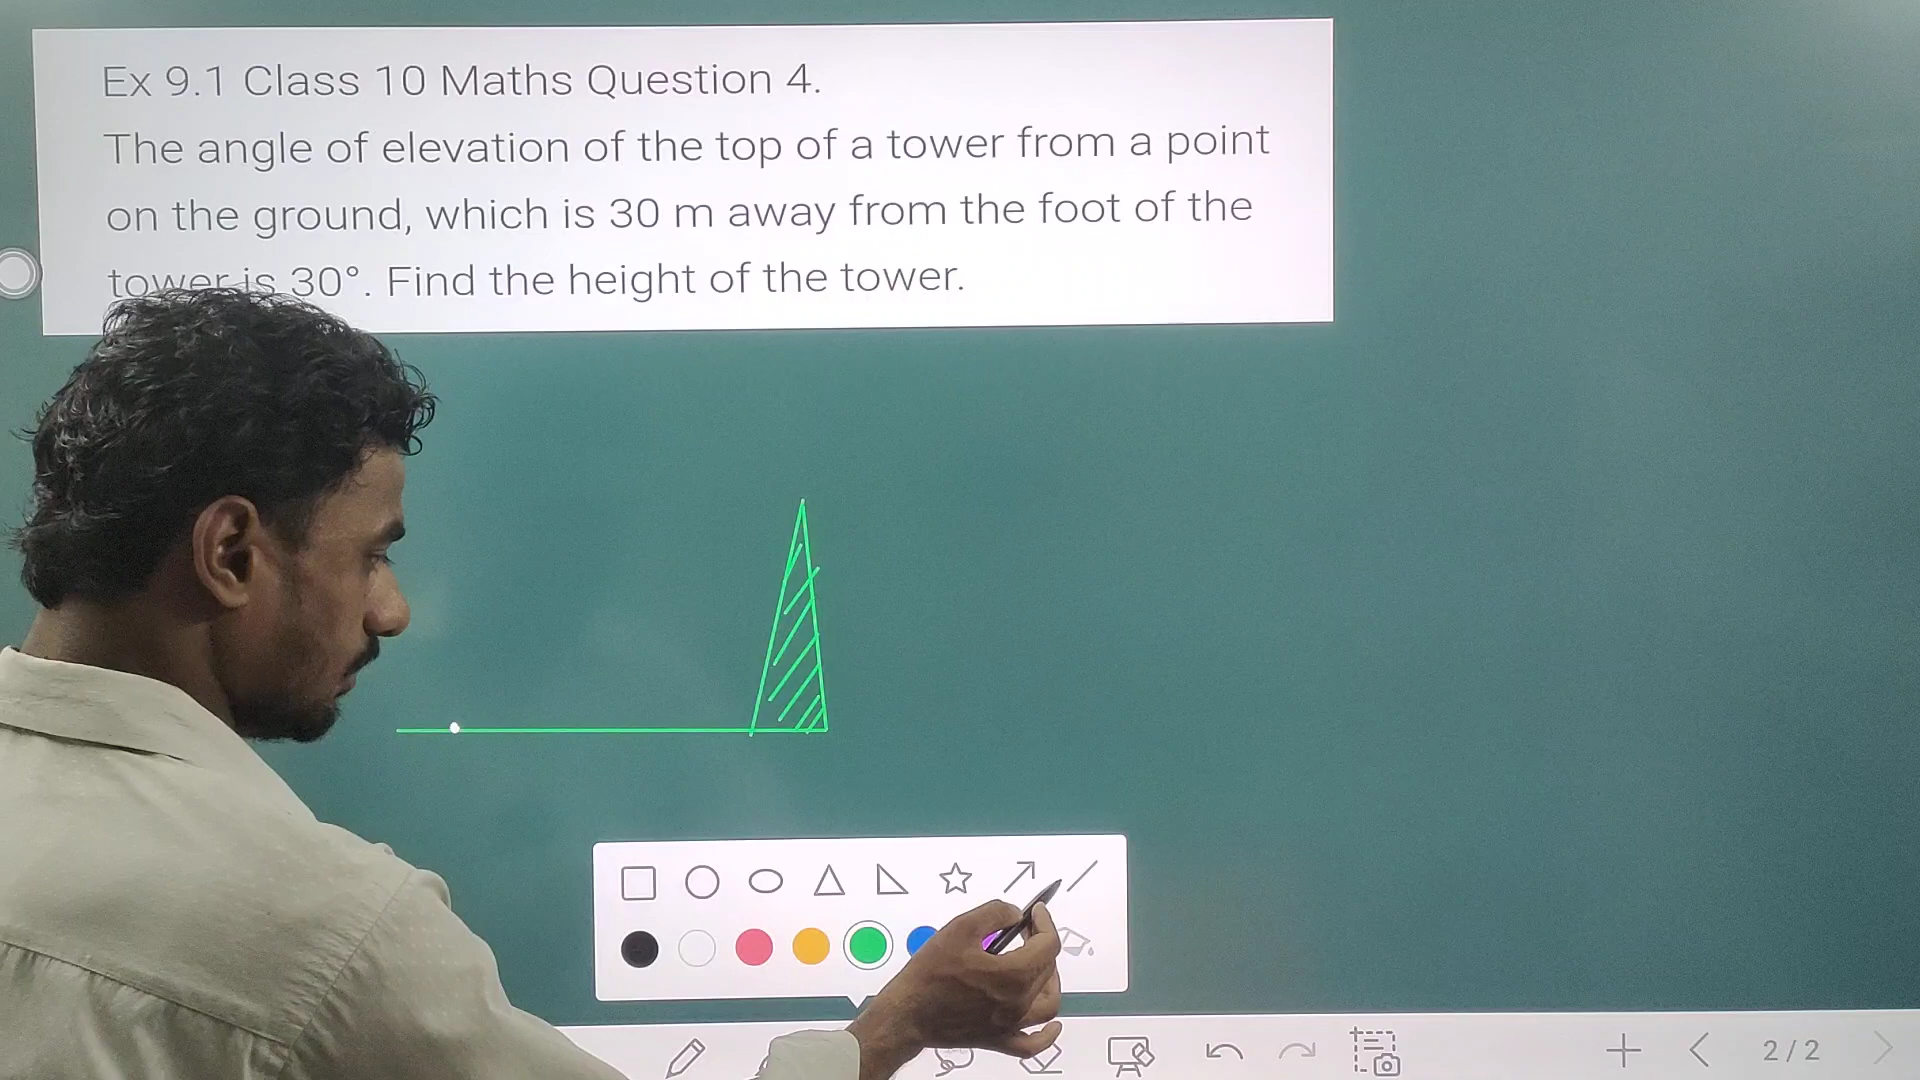 Ex 9.1 Class 10 Maths Question 4.
The angle of elevation of the top of a tower from a point
on the ground, which is 30 m away from the foot of the
tower is 30°. Find the height of the tower.
2/2